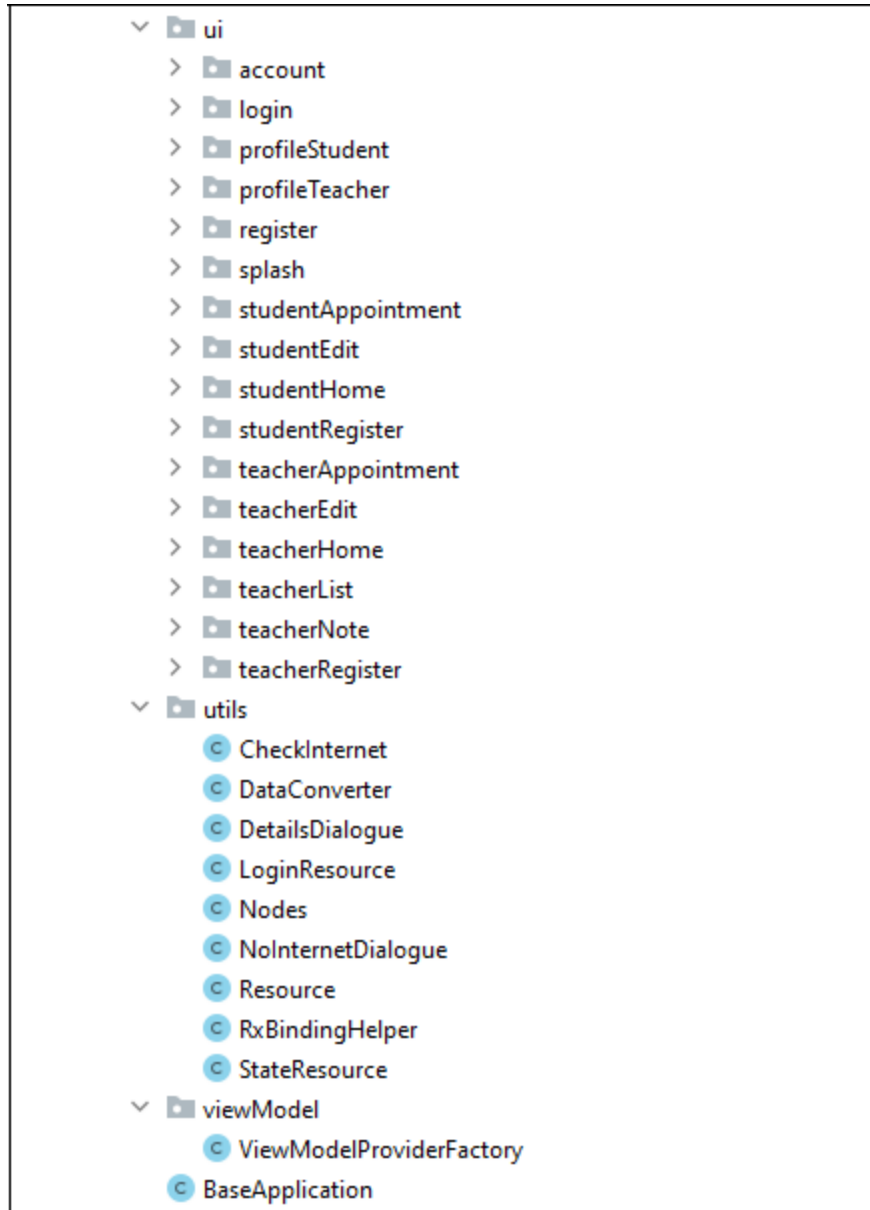 ui
account
login
profileStudent
profileTeacher
register
splash
studentAppointment
studentEdit
studentHome
studentRegister
teacherAppointment
teacherEdit
teacherHome
teacherList
teacherNote
teacherRegister
utils
C CheckInternet
C DataConverter
C DetailsDialogue
C LoginResource
C Nodes
C NoInternetDialogue
C Resource
C RxBindingHelper
C StateResource
viewModel
C ViewModelProviderFactory
C BaseApplication